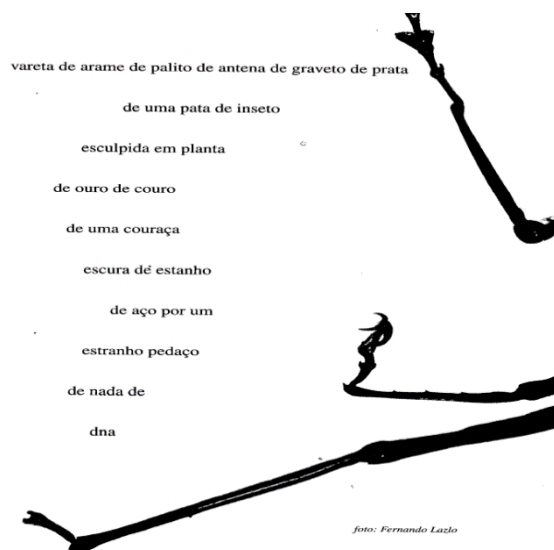 vareta de arame de palito de antena de graveto de prata
de uma pata de inseto
esculpida em planta
de ouro de couro
de uma couraça
escura de estanho
de aço por um
estranho pedaço
de nada de
dna
foto: Fernando Lazlo